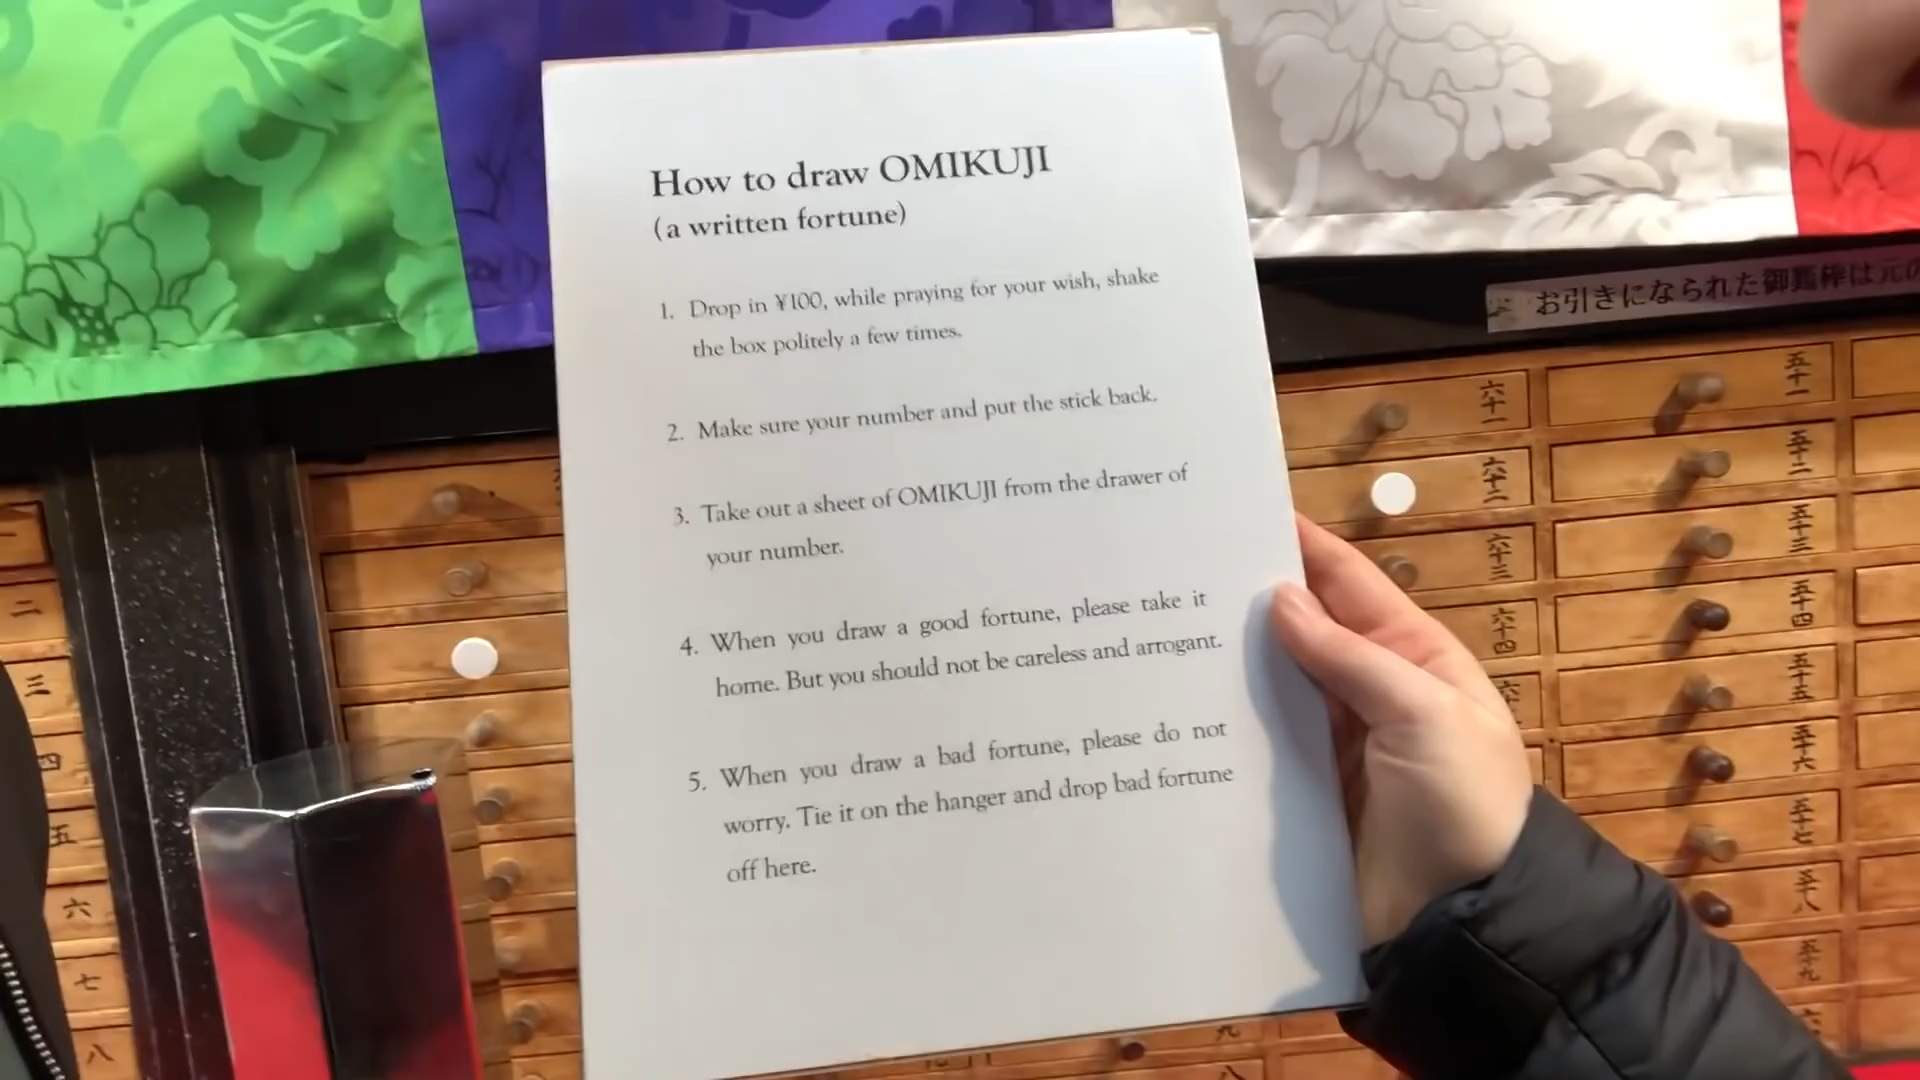 How to draw OMIKUJI
(a written fortune)
1. Drop in ¥100, while praying for your wish, shake
the box politely a few times.
2. Make sure your number and put the stick back.
3. Take out a sheet of OMIKUJI from the drawer of
your number.
4. When you draw a good fortune, please take it
home. But you should not be careless and arrogant.
5. When you draw a bad fortune, please do not
worry. Tie it on the hanger and drop bad fortune
off here.
お引きになられた御籤棒は元の
二
三
四
五
六
七
八
六十一
六十二
六十三
六十四
五十一
五十二
五十三
五十四
五十五
五十六
五十七
五十八
五十九